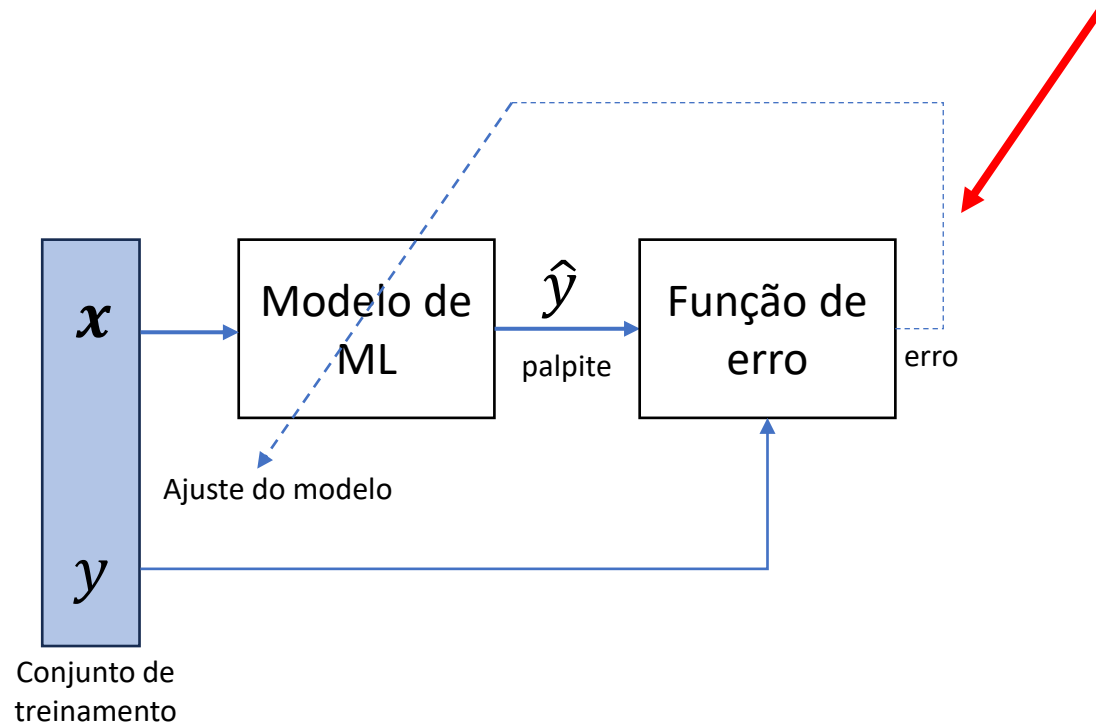 x
Modelo de
ML
ŷ
palpite
Função de
erro
erro
Ajuste do modelo
y
Conjunto de
treinamento